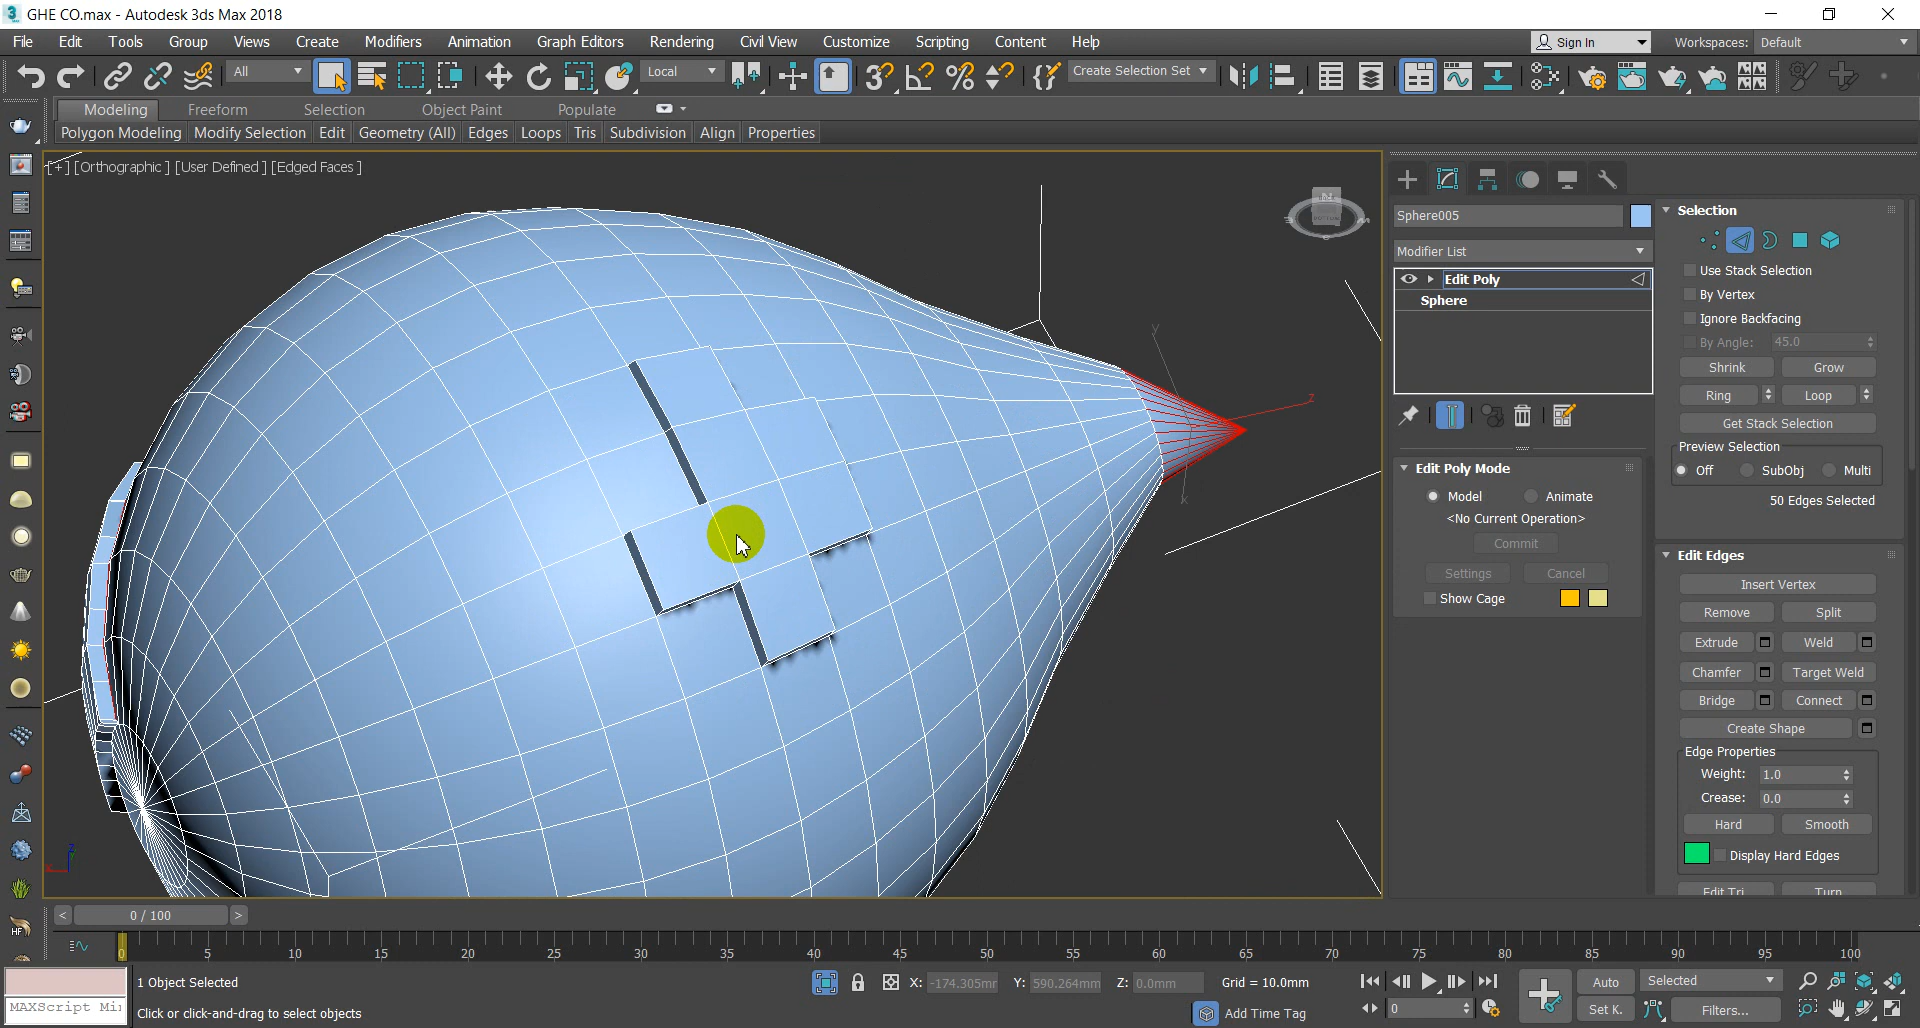 GHE CO.max - Autodesk 3ds Max 2018
File Edit Tools Group Views Create Modifiers Animation Graph Editors Rendering Civil View Customize Scripting Content Help
Sign In Workspaces: Default
All Local Create Selection Set
Modeling Freeform Selection Object Paint Populate
Polygon Modeling Modify Selection Edit Geometry (All) Edges Loops Tris Subdivision Align Properties
[+] [Orthographic ] [User Defined ] [Edged Faces ]
y
z
x
Sphere005
Modifier List
Edit Poly
Sphere
Edit Poly Mode
Model Animate
<No Current Operation>
Commit
Settings Cancel
Show Cage
Selection
Use Stack Selection
By Vertex
Ignore Backfacing
By Angle: 45.0
Shrink Grow
Ring Loop
Get Stack Selection
Preview Selection
Off SubObj Multi
50 Edges Selected
Edit Edges
Insert Vertex
Remove Split
Extrude Weld
Chamfer Target Weld
Bridge Connect
Create Shape
Edge Properties
Weight: 1.0
Crease: 0.0
Hard Smooth
Display Hard Edges
Edit Tri. Turn
HF
< 0 / 100 >
0 5 10 15 20 25 30 35 40 45 50 55 60 65 70 75 80 85 90 95 100
1 Object Selected X: -174.305mr Y: 590.264mm Z: 0.0mm Grid = 10.0mm Auto Selected
MAXScript Mi
Click or click-and-drag to select objects Add Time Tag 0 Set K. Filters...